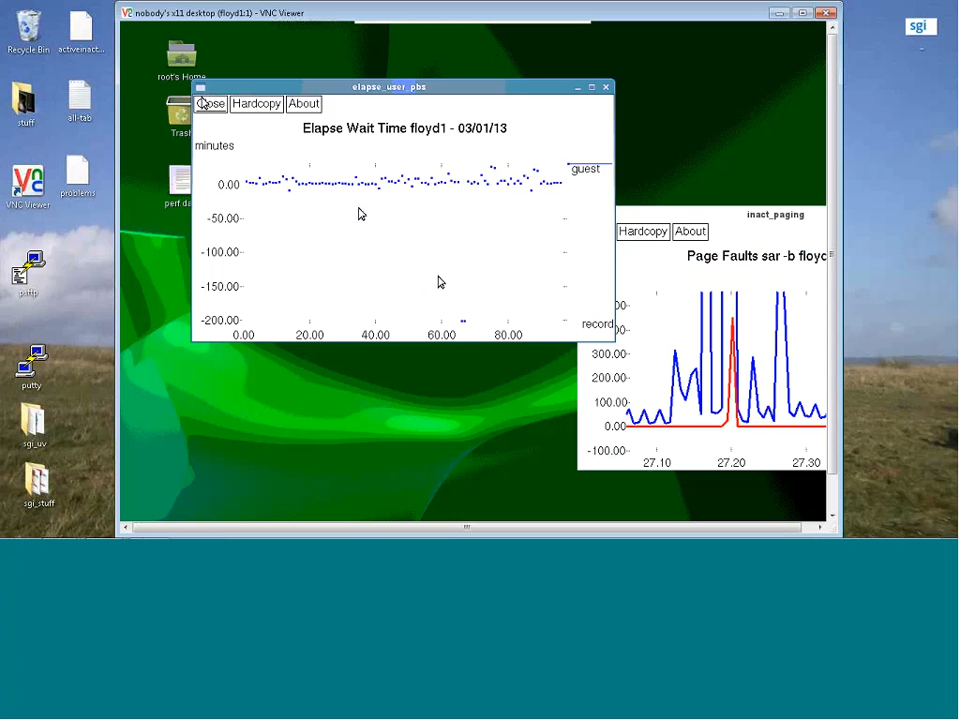 nobody's x11 desktop (floyd1:1) - VNC Viewer
Recycle Bin
activeinact...
sgi
root's Home
stuff
all-tab
Trash
VNC Viewer
problems
perf da
psftp
putty
sgi_uv
sgi_stuff
elapse_user_pbs
Close
Hardcopy
About
Elapse Wait Time floyd1 - 03/01/13
minutes
guest
0.00
-50.00
-100.00
-150.00
-200.00
record
0.00 20.00 40.00 60.00 80.00
inact_paging
Hardcopy
About
Page Faults sar -b floyd
00
00
300.00
200.00
100.00
0.00
-100.00
27.10 27.20 27.30